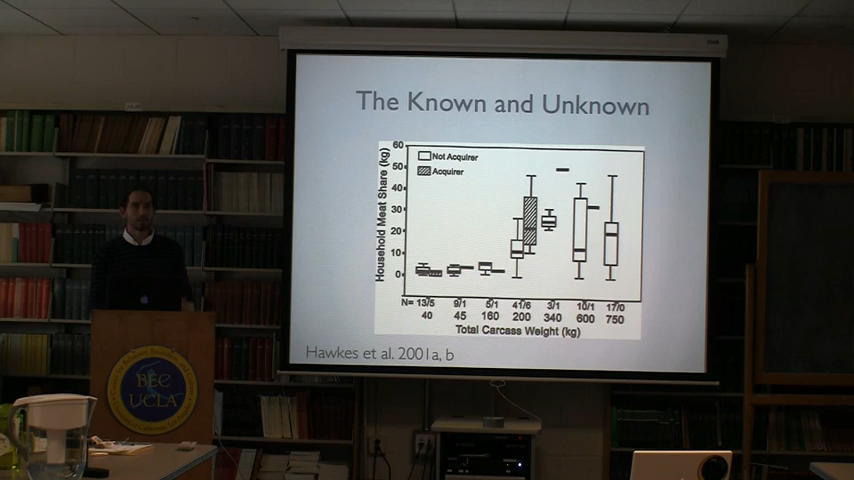 The Known and Unknown
Household Meat Share (kg)
60
50
40
30
20
10
0
Not Acquirer
Acquirer
N= 13/5 9/1 5/1 41/6 3/1 10/1 17/0
40 45 160 200 340 600 750
Total Carcass Weight (kg)
Hawkes et al. 2001a, b
BEC
UCLA